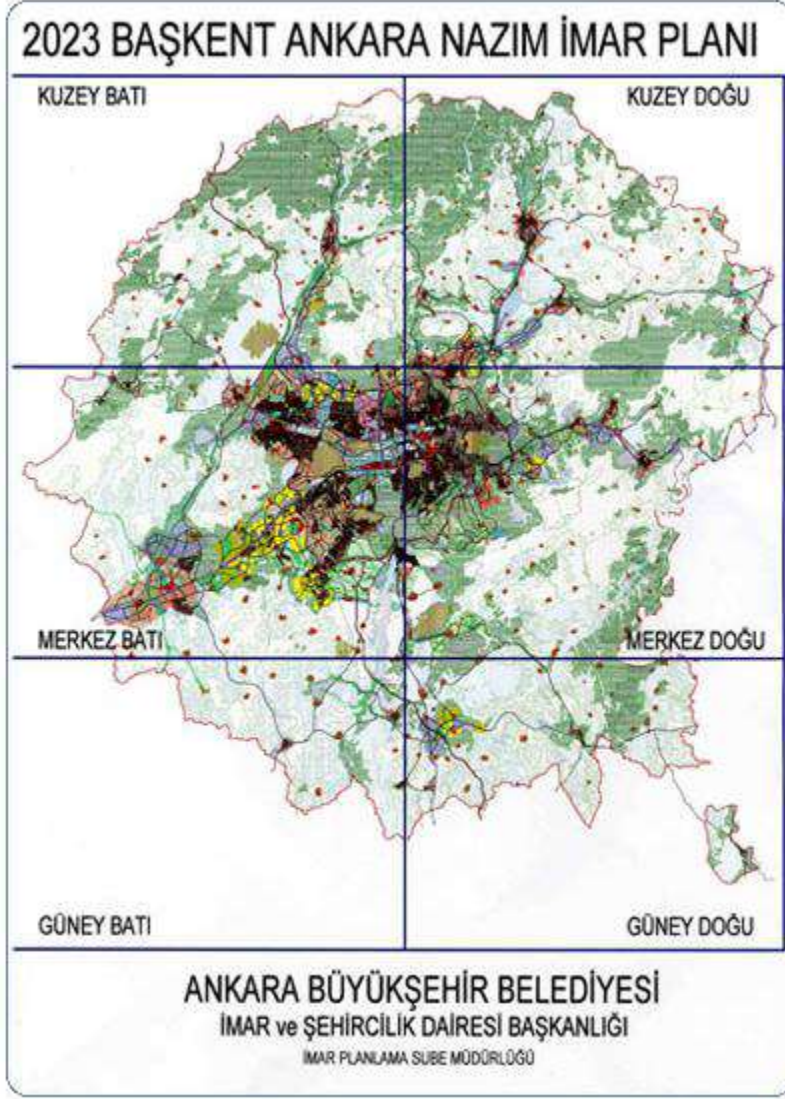 2023 BAŞKENT ANKARA NAZIM İMAR PLANI
KUZEY BATI
KUZEY DOĞU
MERKEZ BATI
MERKEZ DOĞU
GÜNEY BATI
GÜNEY DOĞU
ANKARA BÜYÜKŞEHİR BELEDİYESİ
İMAR ve ŞEHİRCİLİK DAİRESİ BAŞKANLIĞI
İMAR PLANLAMA SUBE MÜDÜRLÜĞÜ